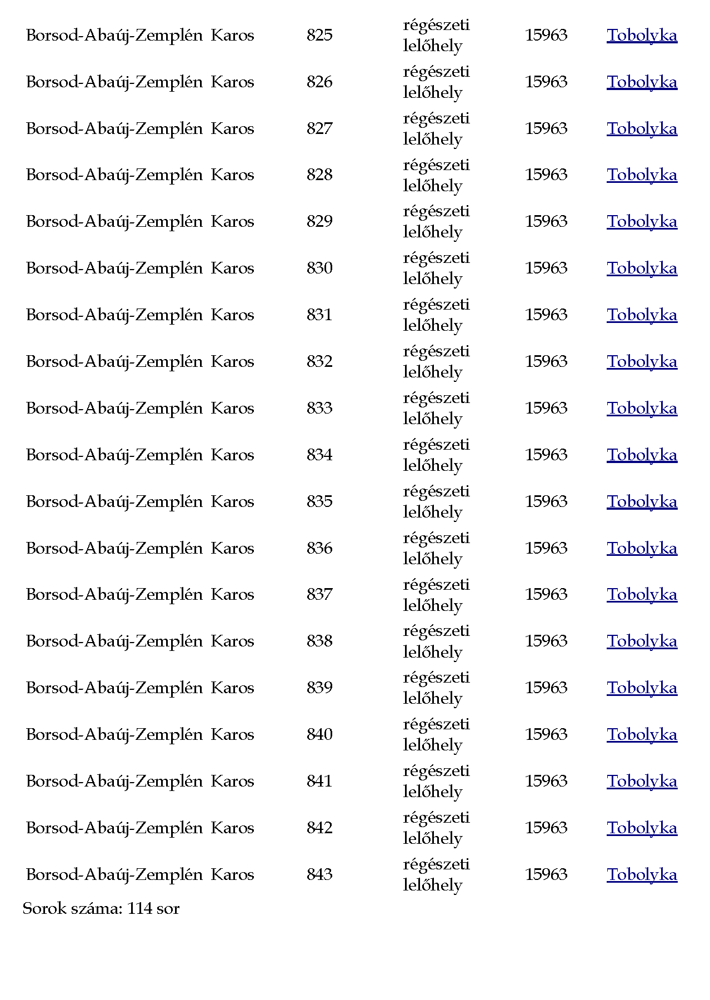 Borsod-Abaúj-Zemplén Karos 825 régészeti lelőhely 15963 Tobolyka
Borsod-Abaúj-Zemplén Karos 826 régészeti lelőhely 15963 Tobolyka
Borsod-Abaúj-Zemplén Karos 827 régészeti lelőhely 15963 Tobolyka
Borsod-Abaúj-Zemplén Karos 828 régészeti lelőhely 15963 Tobolyka
Borsod-Abaúj-Zemplén Karos 829 régészeti lelőhely 15963 Tobolyka
Borsod-Abaúj-Zemplén Karos 830 régészeti lelőhely 15963 Tobolyka
Borsod-Abaúj-Zemplén Karos 831 régészeti lelőhely 15963 Tobolyka
Borsod-Abaúj-Zemplén Karos 832 régészeti lelőhely 15963 Tobolyka
Borsod-Abaúj-Zemplén Karos 833 régészeti lelőhely 15963 Tobolyka
Borsod-Abaúj-Zemplén Karos 834 régészeti lelőhely 15963 Tobolyka
Borsod-Abaúj-Zemplén Karos 835 régészeti lelőhely 15963 Tobolyka
Borsod-Abaúj-Zemplén Karos 836 régészeti lelőhely 15963 Tobolyka
Borsod-Abaúj-Zemplén Karos 837 régészeti lelőhely 15963 Tobolyka
Borsod-Abaúj-Zemplén Karos 838 régészeti lelőhely 15963 Tobolyka
Borsod-Abaúj-Zemplén Karos 839 régészeti lelőhely 15963 Tobolyka
Borsod-Abaúj-Zemplén Karos 840 régészeti lelőhely 15963 Tobolyka
Borsod-Abaúj-Zemplén Karos 841 régészeti lelőhely 15963 Tobolyka
Borsod-Abaúj-Zemplén Karos 842 régészeti lelőhely 15963 Tobolyka
Borsod-Abaúj-Zemplén Karos 843 régészeti lelőhely 15963 Tobolyka
Sorok száma: 114 sor